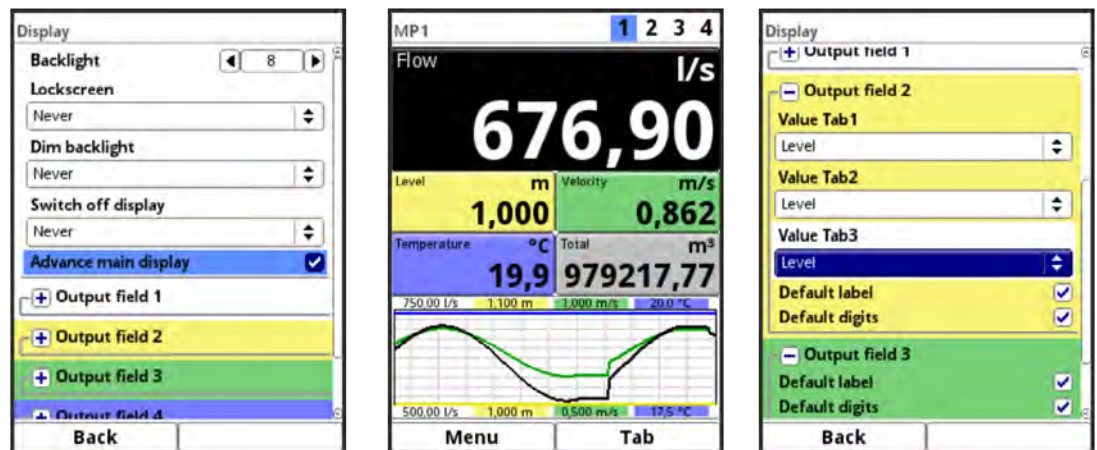 Display
Backlight 8
Lockscreen
Never
Dim backlight
Never
Switch off display
Never
Advance main display
Output field 1
Output field 2
Output field 3
Output field 4
Back
MP1 1 2 3 4
Flow l/s
676,90
Level m Velocity m/s
1,000 0,862
Temperature °C Total m³
19,9 979217,77
750,00 l/s 1,100 m 1,000 m/s 20,0 °C
500,00 l/s 1,000 m 0,500 m/s 17,5 °C
Menu Tab
Display
Output field 1
Output field 2
Value Tab1
Level
Value Tab2
Level
Value Tab3
Level
Default label
Default digits
Output field 3
Default label
Default digits
Back